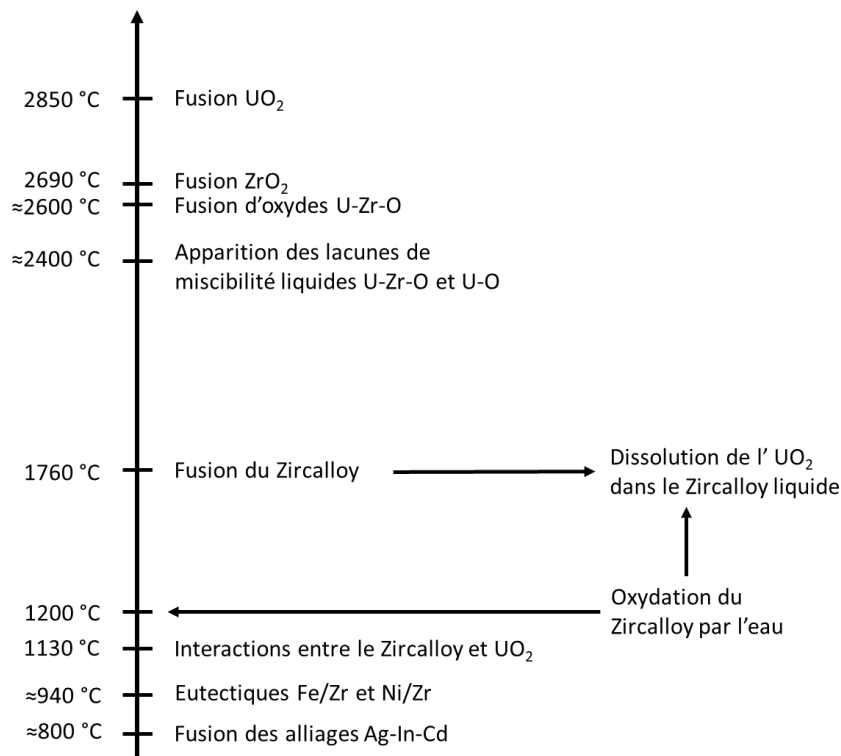 2850 °C Fusion UO₂
2690 °C Fusion ZrO₂
≈2600 °C Fusion d'oxydes U-Zr-O
≈2400 °C Apparition des lacunes de
miscibilité liquides U-Zr-O et U-O
1760 °C Fusion du Zircalloy
Dissolution de l' UO₂
dans le Zircalloy liquide
1200 °C
Oxydation du
Zircalloy par l'eau
1130 °C Interactions entre le Zircalloy et UO₂
≈940 °C Eutectiques Fe/Zr et Ni/Zr
≈800 °C Fusion des alliages Ag-In-Cd